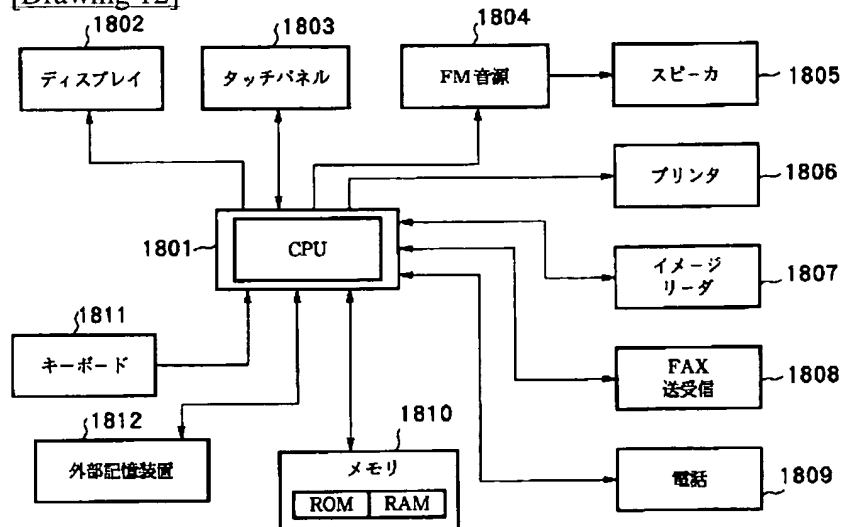 [Drawing 12]
1802
1803
1804
ディスプレイ
タッチパネル
FM音源
スピーカ
1805
プリンタ
1806
1801
CPU
イメージ
リーダ
1807
1811
キーボード
FAX
送受信
1808
1812
外部記憶装置
1810
メモリ
ROM RAM
電話
1809